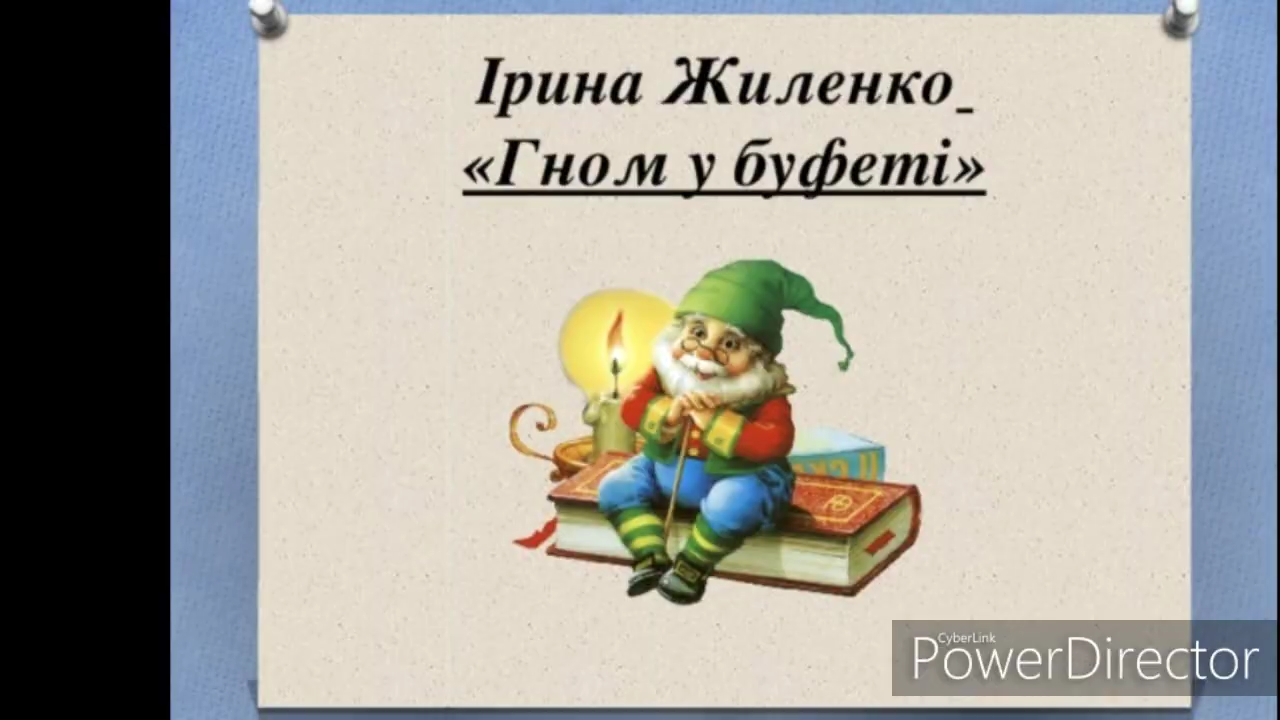 Ірина Жиленко
«Гном у буфеті»
CyberLink
PowerDirector